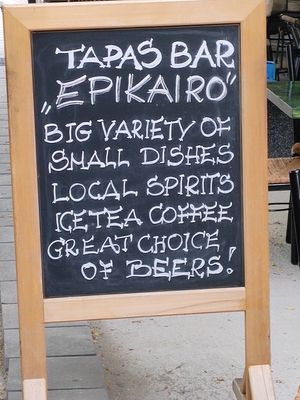 TAPAS BAR
„EPIKAIRO"
BIG VARIETY OF
SMALL DISHES
LOCAL SPIRITS
ICETEA COFFEE
GREAT CHOICE
OF BEERS!